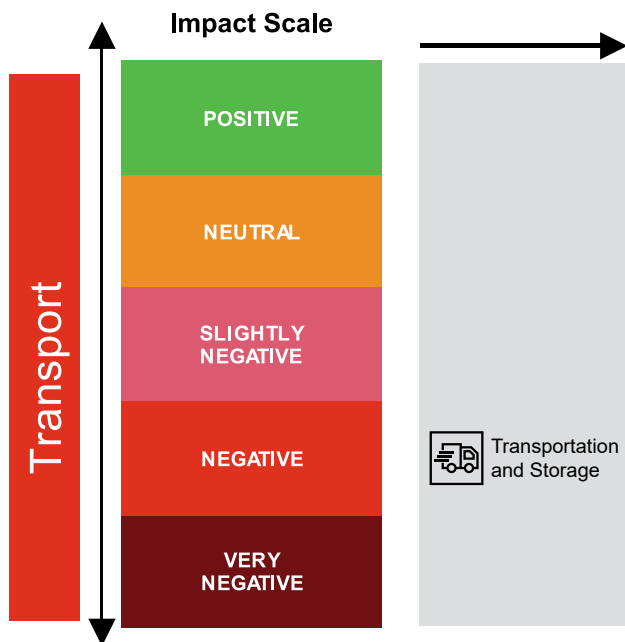 Impact Scale
Transport
POSITIVE
NEUTRAL
SLIGHTLY
NEGATIVE
NEGATIVE
VERY
NEGATIVE
Transportation
and Storage